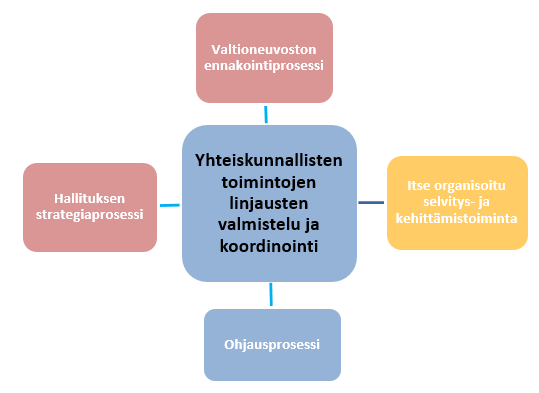 Valtioneuvoston
ennakointiprosessi
Yhteiskunnallisten
toimintojen
linjausten
valmistelu ja
koordinointi
Hallituksen
strategiaprosessi
Itse organisoitu
selvitys- ja
kehittämistoiminta
Ohjausprosessi